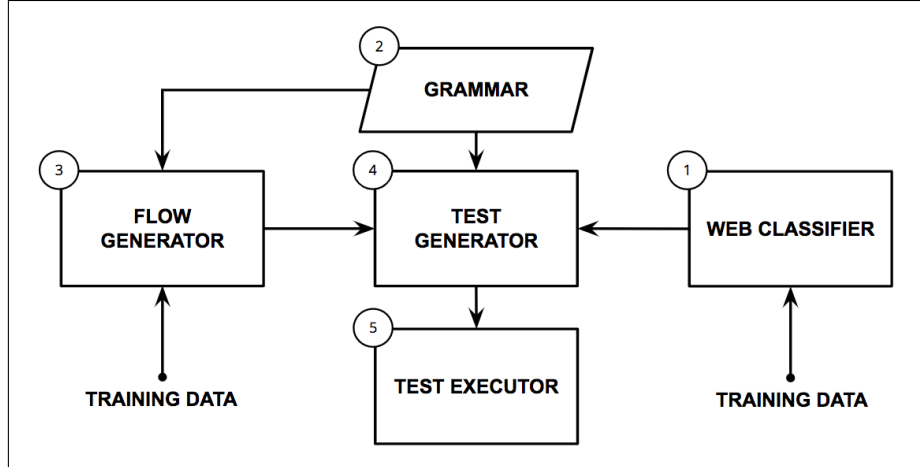 2
GRAMMAR
3
FLOW
GENERATOR
4
TEST
GENERATOR
1
WEB CLASSIFIER
5
TEST EXECUTOR
TRAINING DATA
TRAINING DATA